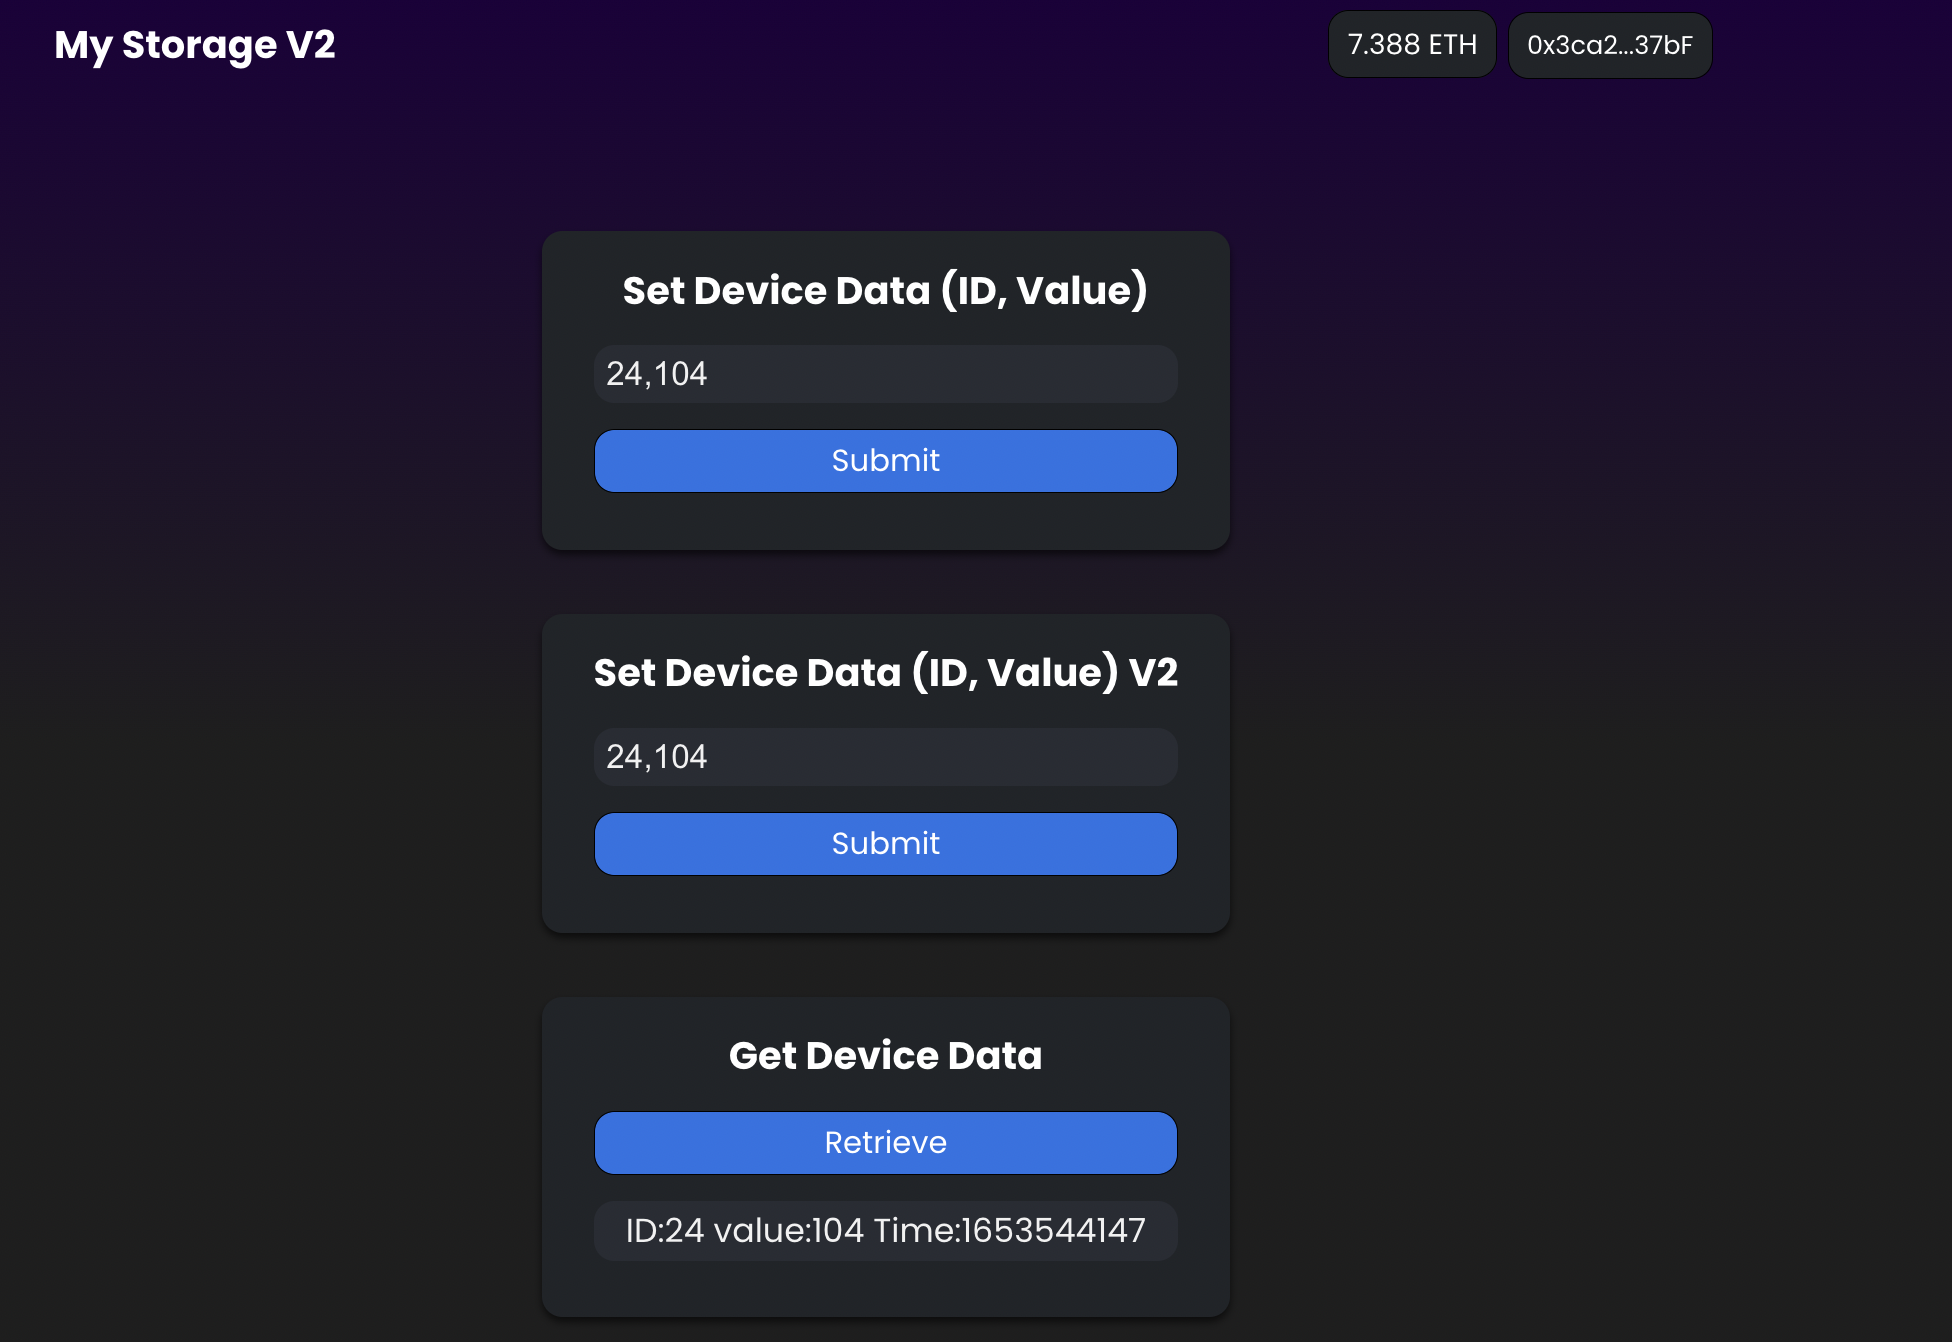 My Storage V2
7.388 ETH
0x3ca2...37bF
Set Device Data (ID, Value)
24,104
Submit
Set Device Data (ID, Value) V2
24,104
Submit
Get Device Data
Retrieve
ID:24 value:104 Time:1653544147